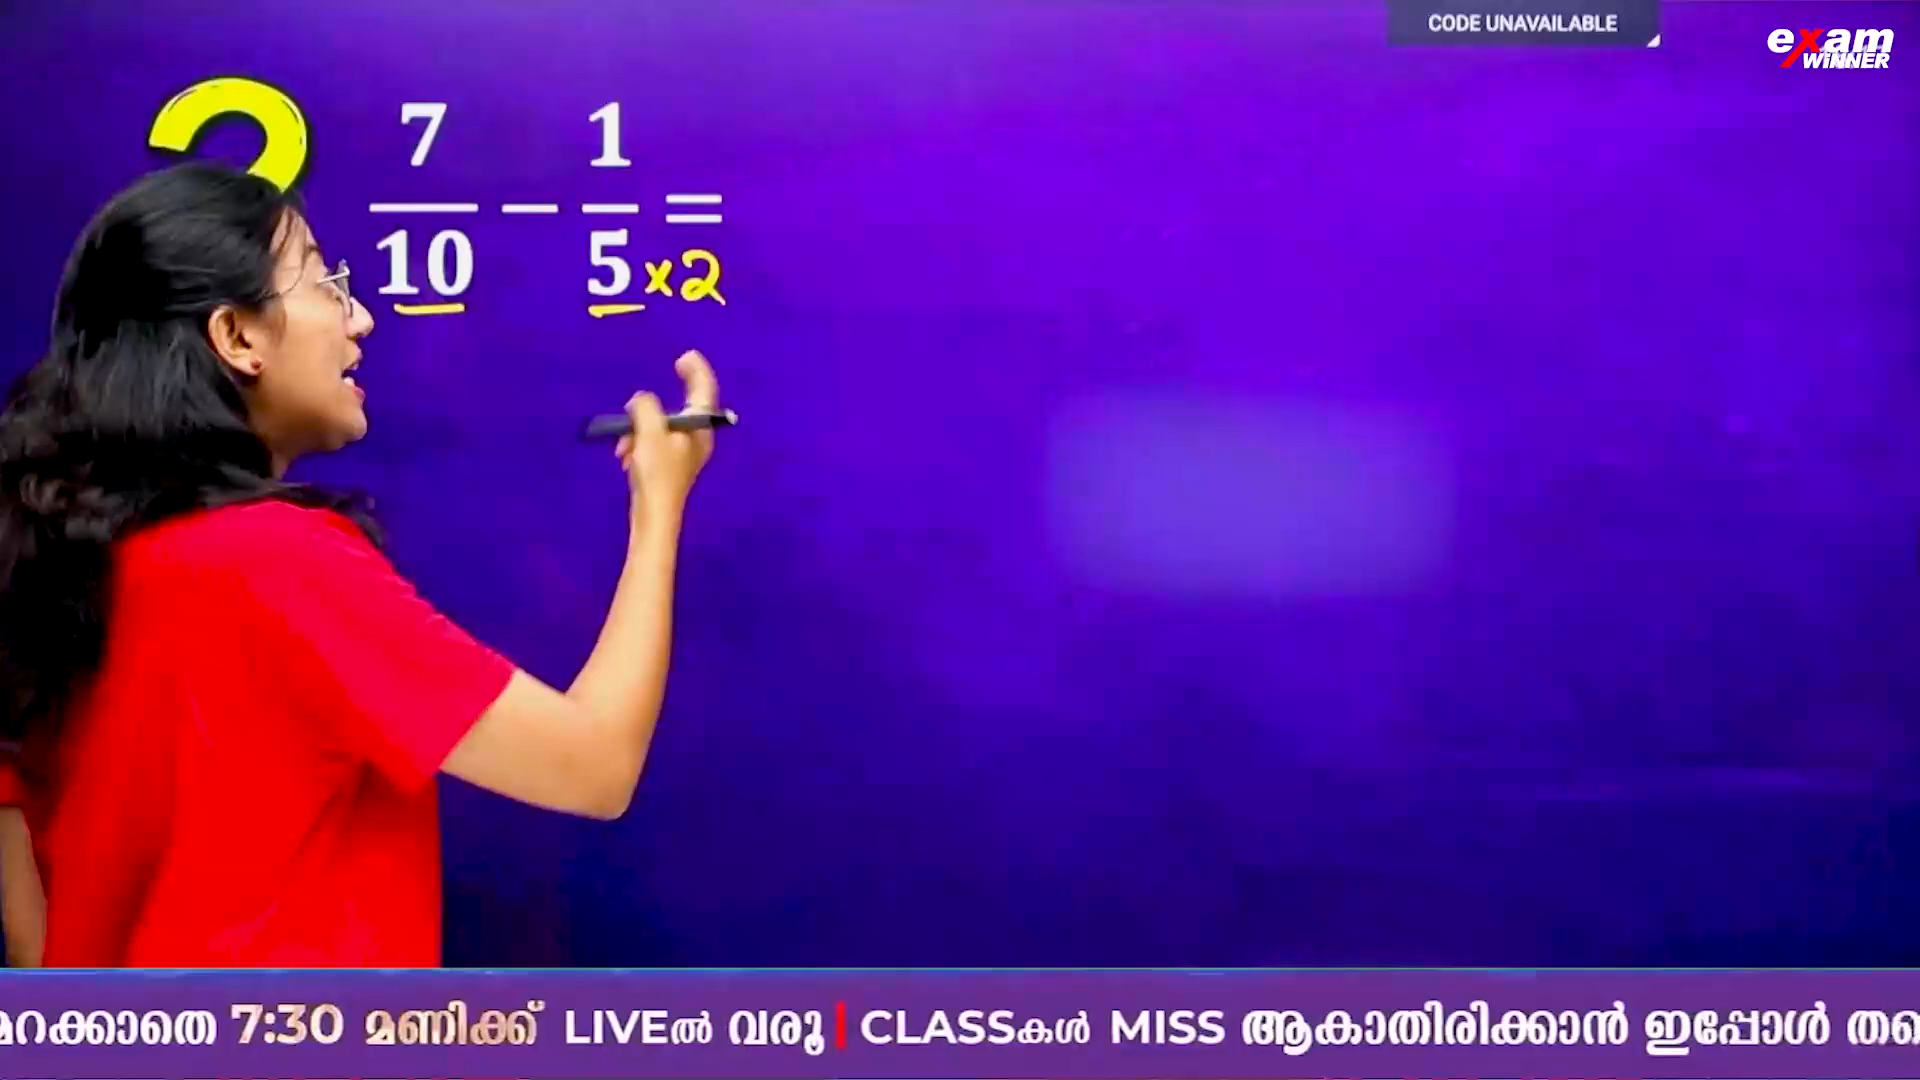 CODE UNAVAILABLE
exam
WINNER
7/10 - 1/5 =
×2
മറക്കാതെ 7:30 മണിക്ക് LIVEൽ വരൂ | CLASSകൾ MISS ആകാതിരിക്കാൻ ഇപ്പോൾ